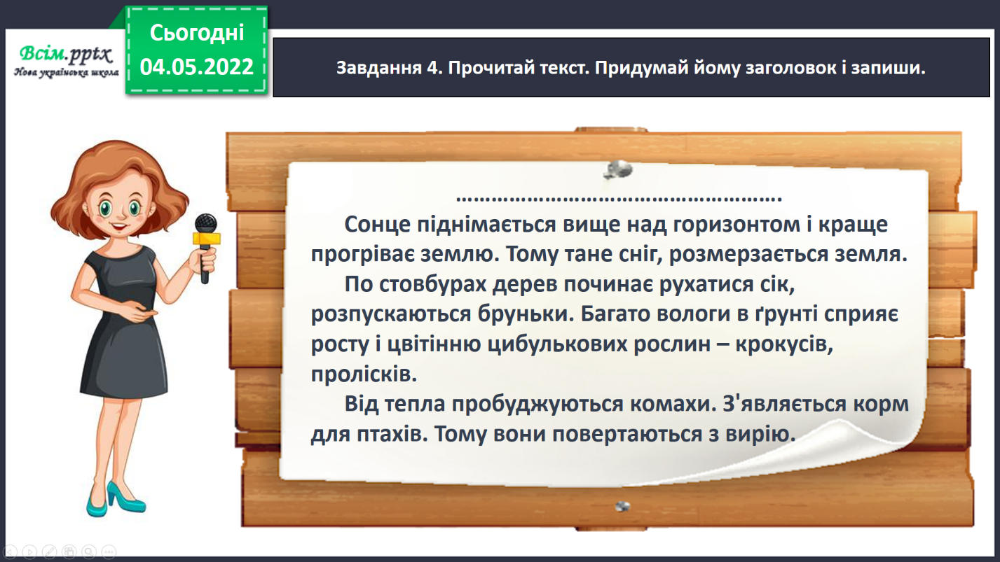 Сьогодні
04.05.2022
Всім.pptx
Нова українська школа
Завдання 4. Прочитай текст. Придумай йому заголовок і запиши.
……………………………………………….
Сонце піднімається вище над горизонтом і краще
прогріває землю. Тому тане сніг, розмерзається земля.
По стовбурах дерев починає рухатися сік,
розпускаються бруньки. Багато вологи в ґрунті сприяє
росту і цвітінню цибулькових рослин – крокусів,
пролісків.
Від тепла пробуджуються комахи. З'являється корм
для птахів. Тому вони повертаються з вирію.